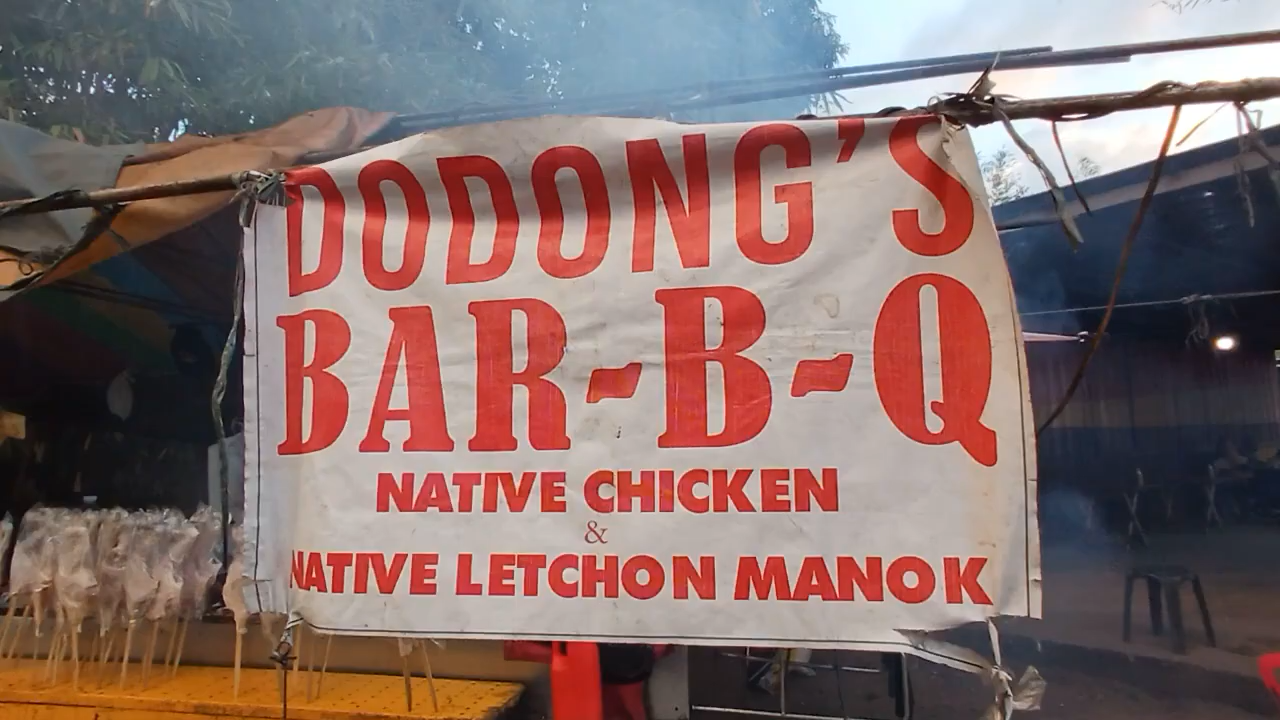 DODONG'S
BAR-B-Q
NATIVE CHICKEN
&
NATIVE LETCHON MANOK